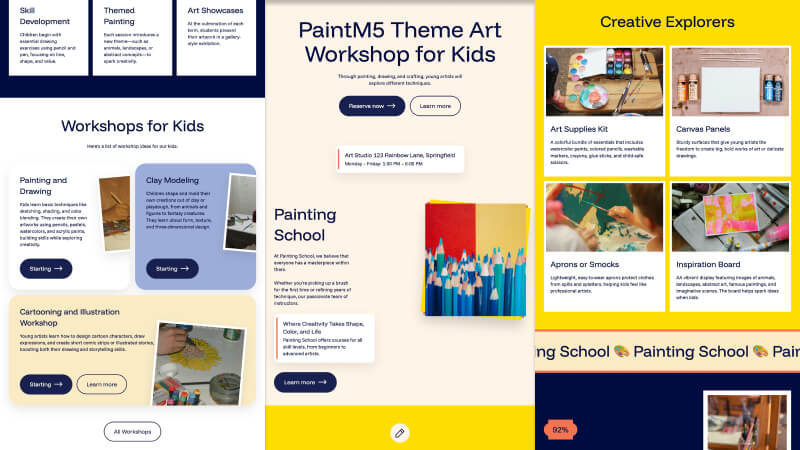 Skill
Development
Children begin with
essential drawing
exercises using pencil and
pen, focusing on line,
shape, and value.
Themed
Painting
Each session introduces a
new theme—such as
animals, landscapes, or
abstract concepts—to
spark creativity.
Art Showcases
At the culmination of each
term, students present
their artwork in a gallery-
style exhibition.
Workshops for Kids
Here's a list of workshop ideas for our kids.
Painting and
Drawing
Kids learn basic techniques like
sketching, shading, and color
blending. They create their own
artworks using pencils, pastels,
watercolors, and acrylic paints,
building skills while exploring
creativity.
Starting
Clay Modeling
Children shape and mold their
own creations out of clay or
playdough, from animals and
figures to fantasy creatures.
They learn about form, texture,
and three-dimensional design.
Starting
Cartooning and Illustration
Workshop
Young artists learn how to design cartoon characters, draw
expressions, and create short comic strips or illustrated stories,
boosting both their drawing and storytelling skills.
Starting
Learn more
All Workshops
PaintM5 Theme Art
Workshop for Kids
Through painting, drawing, and crafting, young artists will
explore different techniques.
Reserve now
Learn more
Art Studio 123 Rainbow Lane, Springfield
Monday – Friday: 1:00 PM – 6:00 PM
Painting
School
At Painting School, we believe that
everyone has a masterpiece within
them.
Whether you're picking up a brush
for the first time or refining years of
technique, our passionate team of
instructors.
Where Creativity Takes Shape,
Color, and Life
Painting School offers courses for all
skill levels, from beginners to
advanced artists.
Learn more
Creative Explorers
Art Supplies Kit
A colorful bundle of essentials that includes
watercolor paints, colored pencils, washable
markers, crayons, glue sticks, and child-safe
scissors.
Canvas Panels
Sturdy surfaces that give young artists the
freedom to create big, bold works of art or delicate
drawings.
Aprons or Smocks
Lightweight, easy-to-wear aprons protect clothes
from spills and splatters, helping kids feel like
professional artists.
Inspiration Board
AA vibrant display featuring images of animals,
landscapes, abstract art, famous paintings, and
imaginative scenes. The board helps spark ideas
when kids.
ing School 🎨 Painting School 🎨 Pain
92%